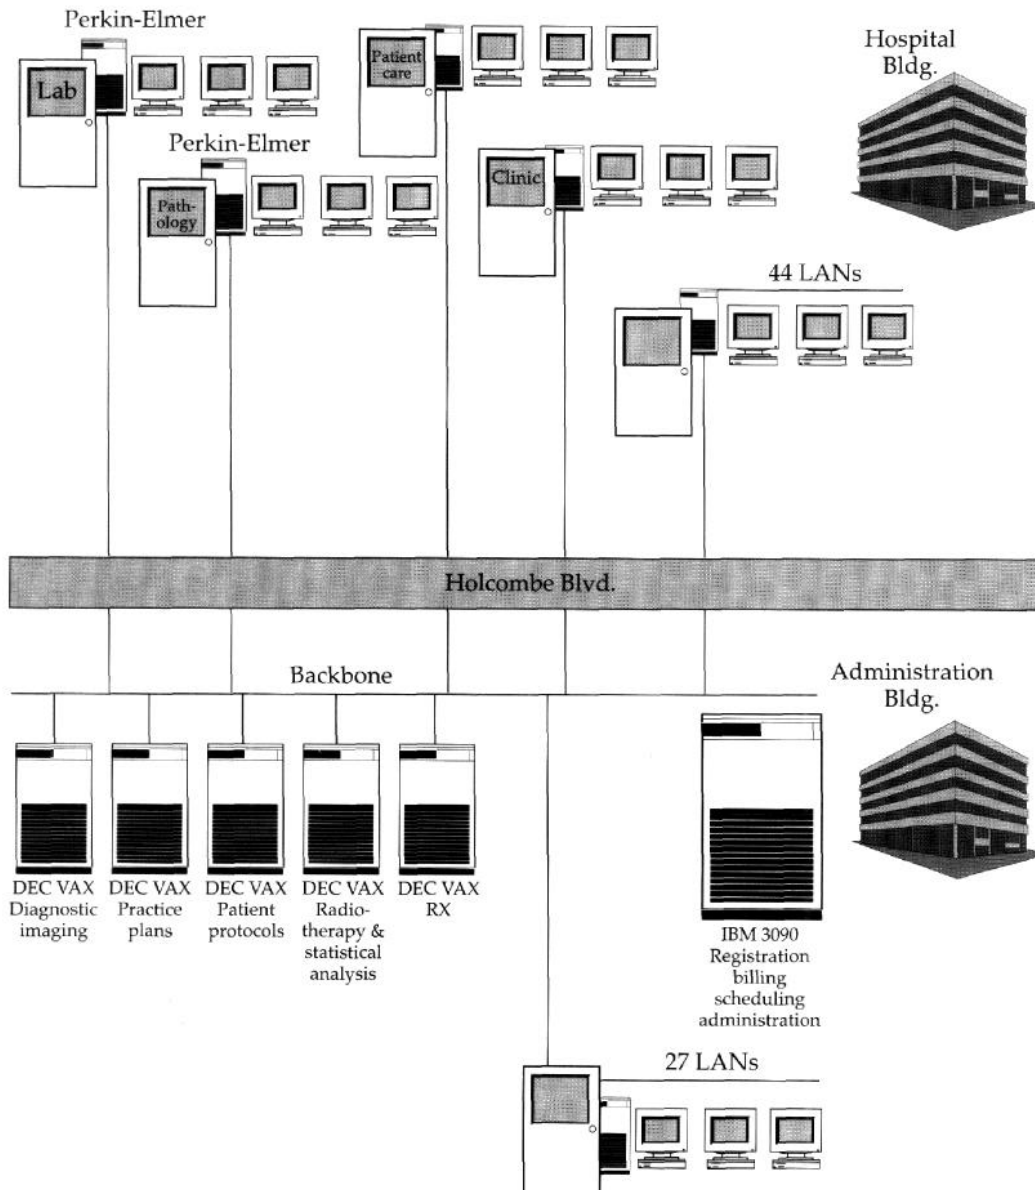 Perkin-Elmer
Lab
Patient
care
Hospital
Bldg.
Perkin-Elmer
Path-
ology
Clinic
44 LANs
Holcombe Blvd.
Backbone
Administration
Bldg.
DEC VAX
Diagnostic
imaging
DEC VAX
Practice
plans
DEC VAX
Patient
protocols
DEC VAX
Radio-
therapy &
statistical
analysis
DEC VAX
RX
IBM 3090
Registration
billing
scheduling
administration
27 LANs